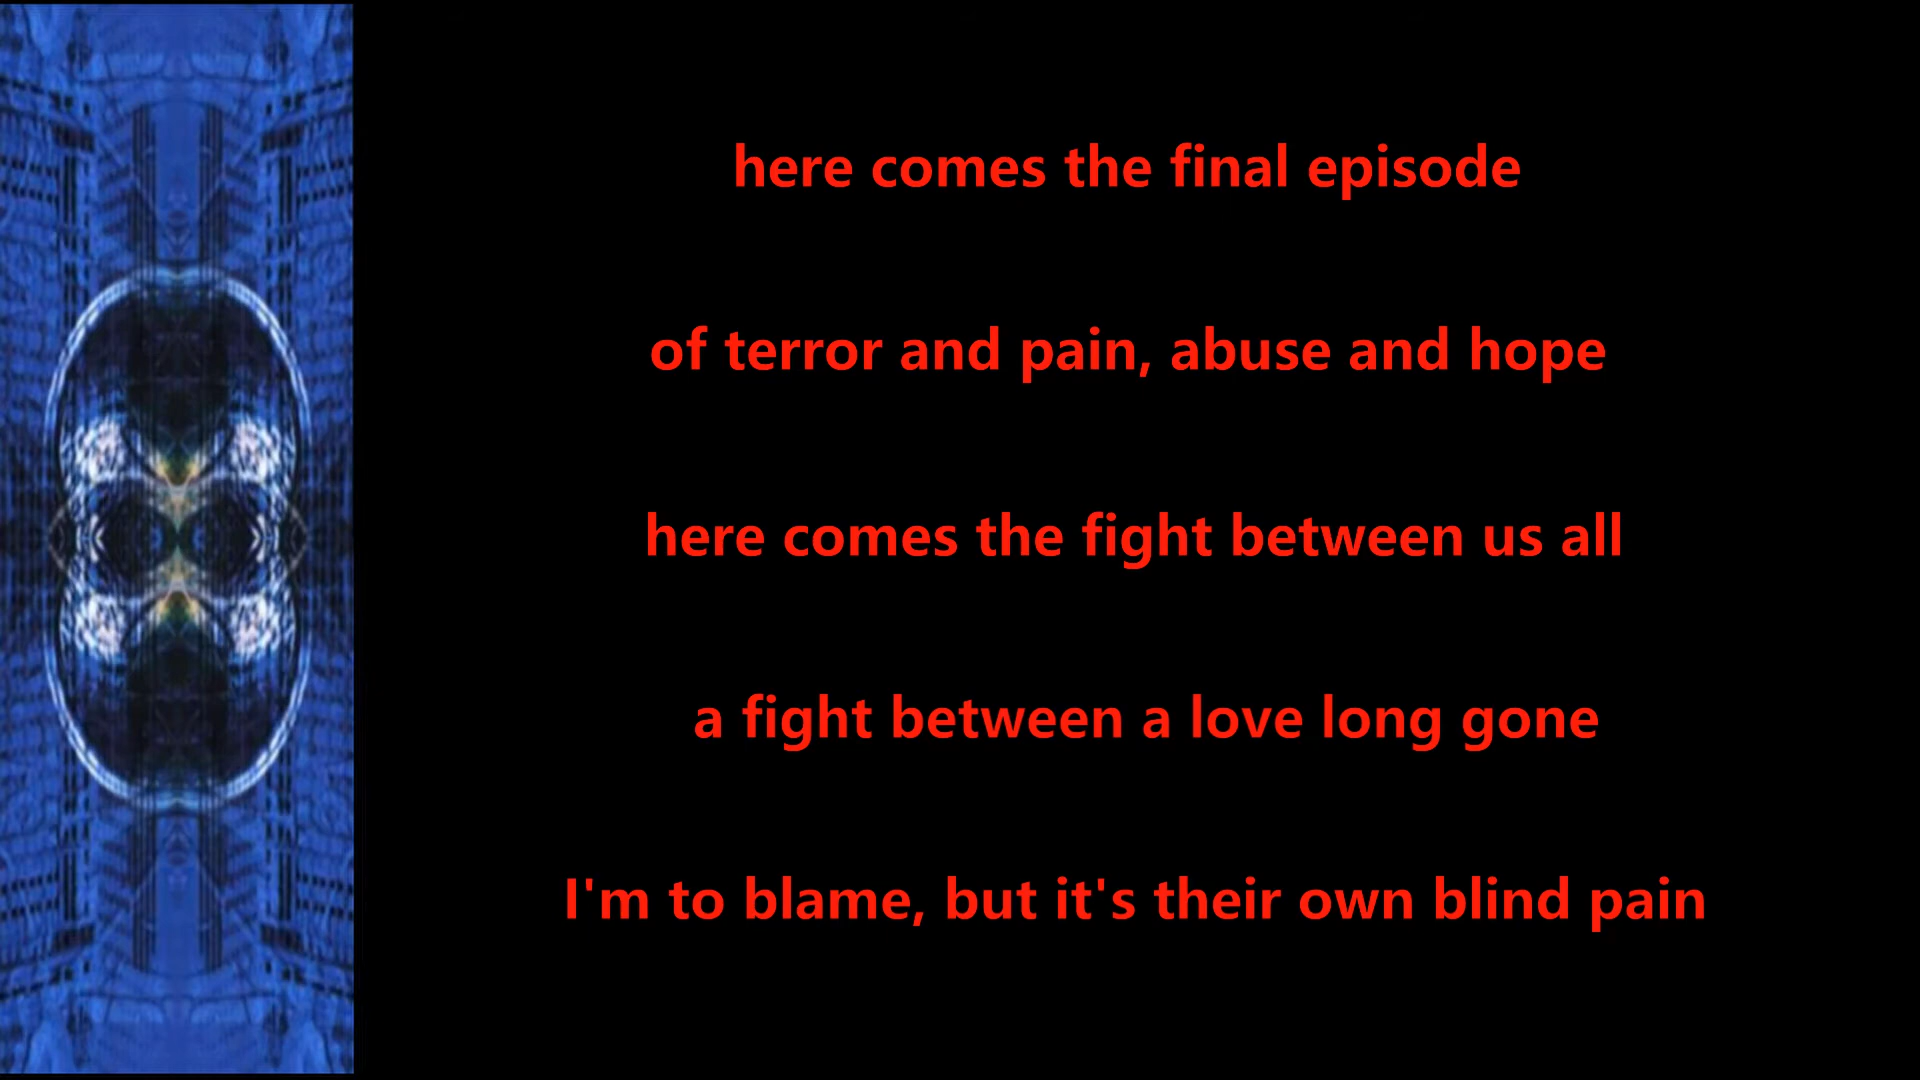 here comes the final episode
of terror and pain, abuse and hope
here comes the fight between us all
a fight between a love long gone
I'm to blame, but it's their own blind pain